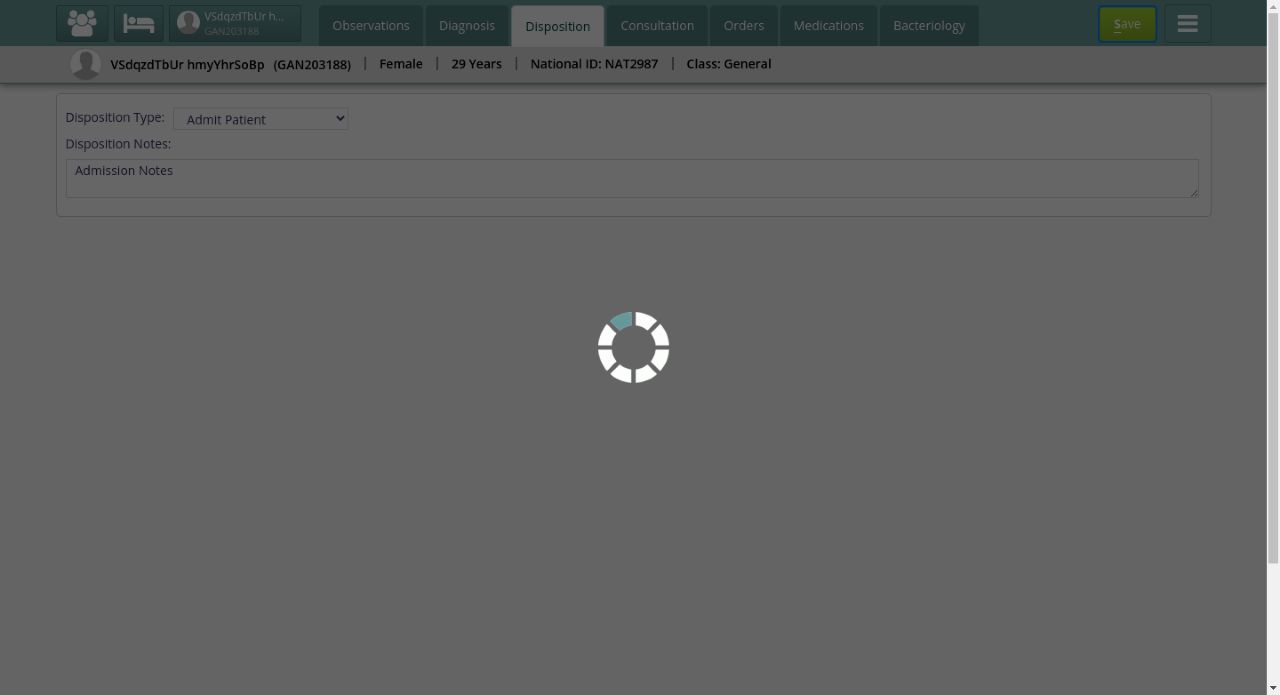 VSdqzdTbUr h...
GAN203188
Observations
Diagnosis
Disposition
Consultation
Orders
Medications
Bacteriology
Save
VSdqzdTbUr hmyYhrSoBp (GAN203188) | Female | 29 Years | National ID: NAT2987 | Class: General
Disposition Type: Admit Patient
Disposition Notes:
Admission Notes